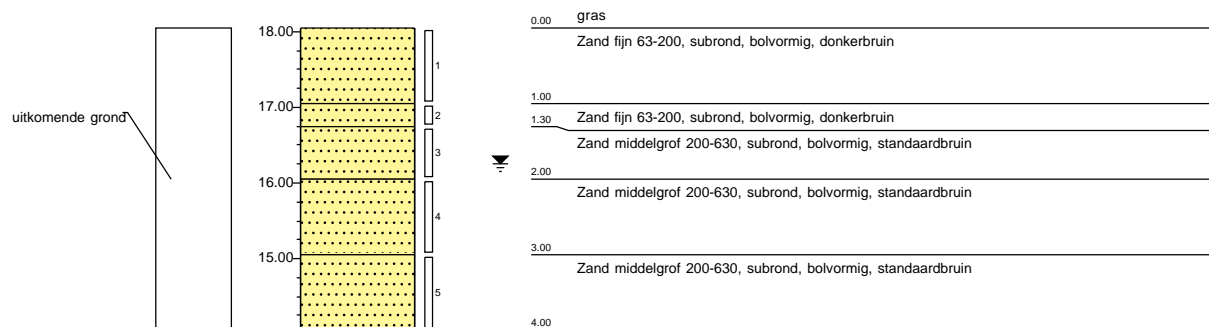 gras
0.00
18.00
Zand fijn 63-200, subrond, bolvormig, donkerbruin
1
1.00
17.00
uitkomende grond
2
Zand fijn 63-200, subrond, bolvormig, donkerbruin
1.30
Zand middelgrof 200-630, subrond, bolvormig, standaardbruin
3
2.00
16.00
Zand middelgrof 200-630, subrond, bolvormig, standaardbruin
4
3.00
15.00
Zand middelgrof 200-630, subrond, bolvormig, standaardbruin
5
4.00